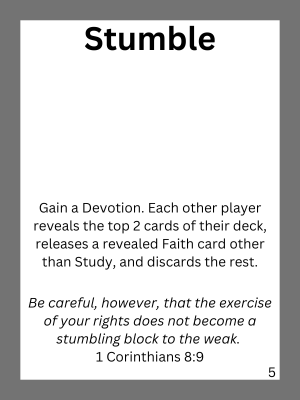 Stumble
Gain a Devotion. Each other player
reveals the top 2 cards of their deck,
releases a revealed Faith card other
than Study, and discards the rest.
Be careful, however, that the exercise
of your rights does not become a
stumbling block to the weak.
1 Corinthians 8:9
5